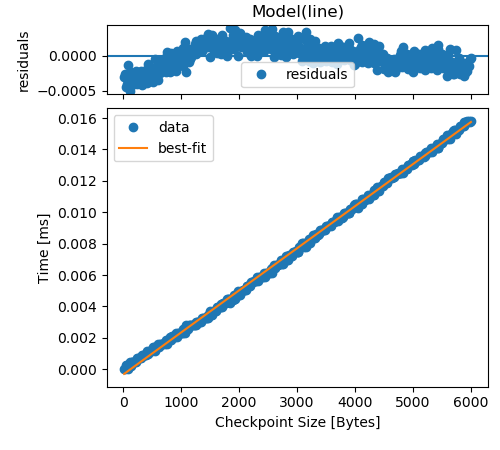 Model(line)
residuals
0.0000
−0.0005
residuals
0.016
0.014
0.012
0.010
0.008
0.006
0.004
0.002
0.000
Time [ms]
data
best-fit
0 1000 2000 3000 4000 5000 6000
Checkpoint Size [Bytes]